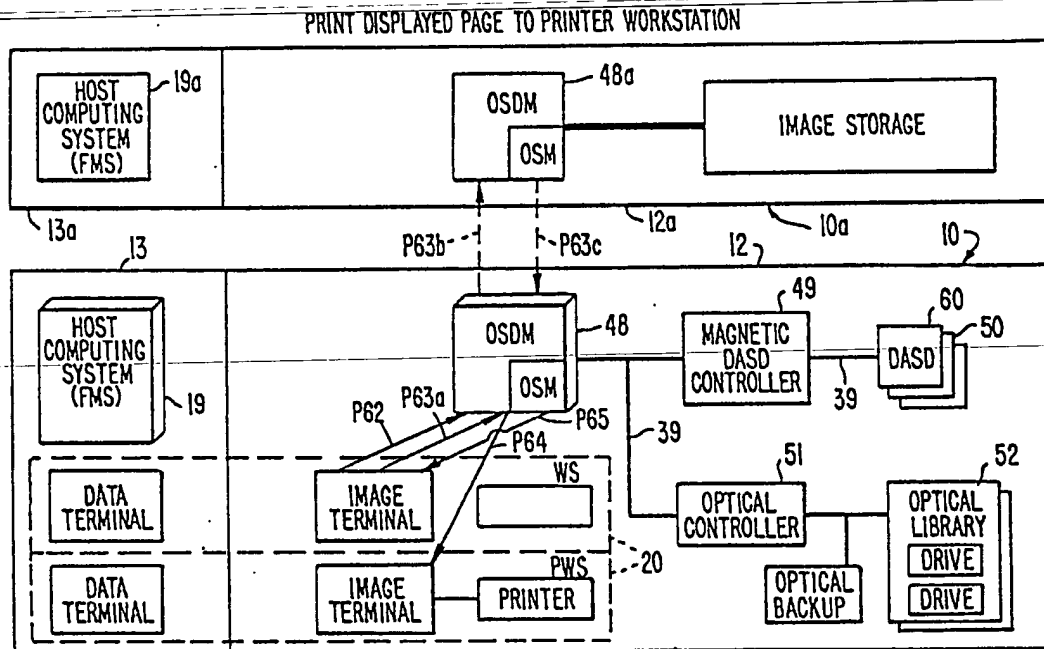 PRINT DISPLAYED PAGE TO PRINTER WORKSTATION
HOST
COMPUTING
SYSTEM
(FMS)
19a
OSDM
OSM
48a
IMAGE STORAGE
13a
P63b
P63c
12a
10a
13
12
10
HOST
COMPUTING
SYSTEM
(FMS)
19
OSDM
OSM
48
49
MAGNETIC
DASD
CONTROLLER
39
60
50
DASD
P62
P63a
P65
P64
39
DATA
TERMINAL
IMAGE
TERMINAL
WS
51
OPTICAL
CONTROLLER
52
OPTICAL
LIBRARY
DRIVE
DRIVE
20
DATA
TERMINAL
IMAGE
TERMINAL
PWS
PRINTER
OPTICAL
BACKUP